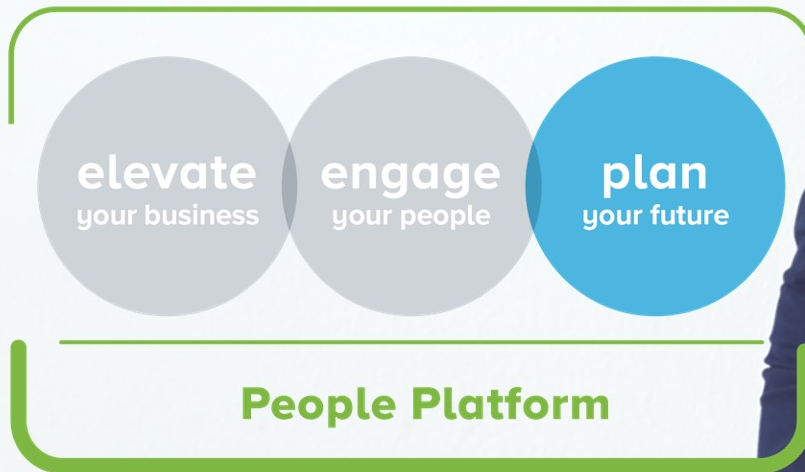 elevate
your business
engage
your people
plan
your future
People Platform